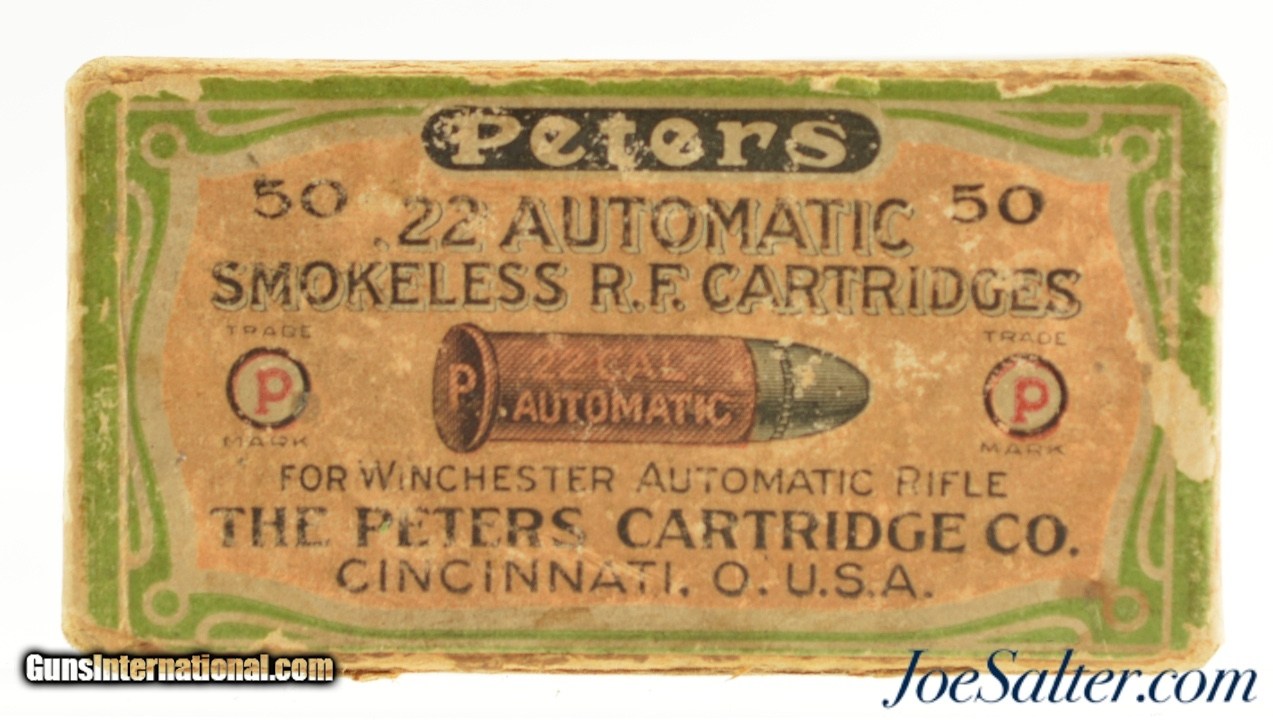 Peters
50 50
.22 AUTOMATIC
SMOKELESS R.F. CARTRIDGES
TRADE TRADE
P P
MARK MARK
P .22 CAL.
AUTOMATIC
FOR WINCHESTER AUTOMATIC RIFLE
THE PETERS CARTRIDGE CO.
CINCINNATI, O. U.S.A.
GunsInternational.com
JoeSalter.com